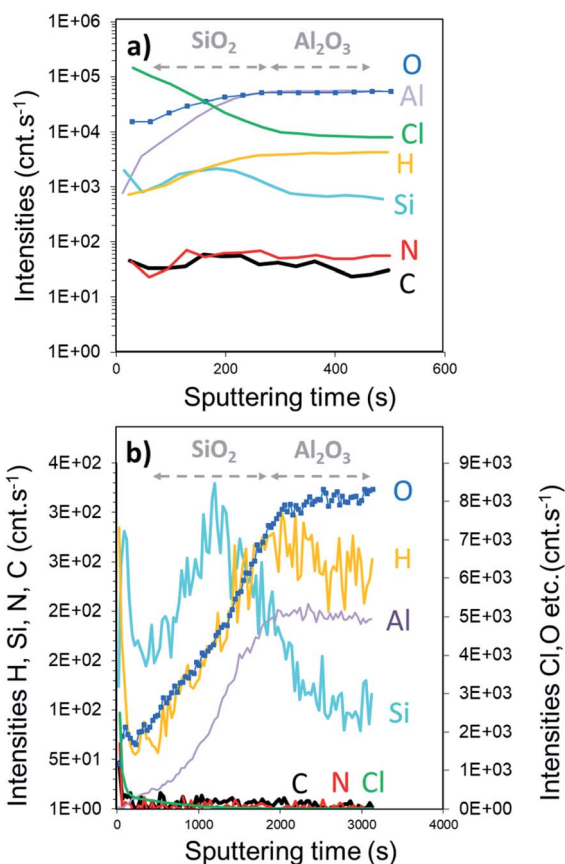 a)
SiO2
Al2O3
1E+06
1E+05
1E+04
1E+03
1E+02
1E+01
1E+00
Intensities (cnt.s-1)
O
Al
Cl
H
Si
N
C
0
200
400
600
Sputtering time (s)
b)
SiO2
Al2O3
4E+02
3E+02
3E+02
2E+02
2E+02
1E+02
5E+01
1E+00
Intensities H, Si, N, C (cnt.s-1)
9E+03
8E+03
7E+03
6E+03
5E+03
4E+03
3E+03
2E+03
1E+03
0E+00
Intensities Cl,O etc.(cnt.s-1)
O
H
Al
Si
C N Cl
0
1000
2000
3000
4000
Sputtering time (s)